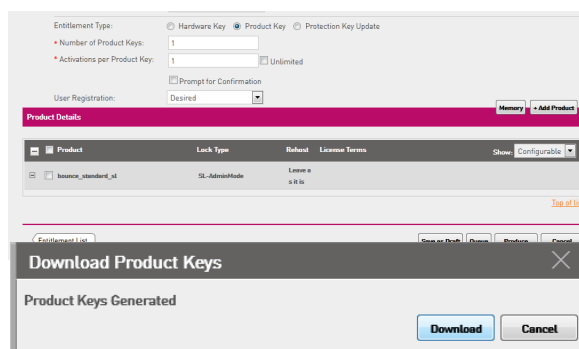 Entitlement Type: Hardware Key Product Key Protection Key Update
* Number of Product Keys: 1
* Activations per Product Key: 1 Unlimited
Prompt for Confirmation
User Registration: Desired
Memory + Add Product
Product Details
Product Lock Type Rehost License Terms Show: Configurable
bounce_standard_sl SL-AdminMode Leave a
s it is
Top of li
Entitlement List Save as Draft Queue Produce Cancel
Download Product Keys
Product Keys Generated
Download Cancel